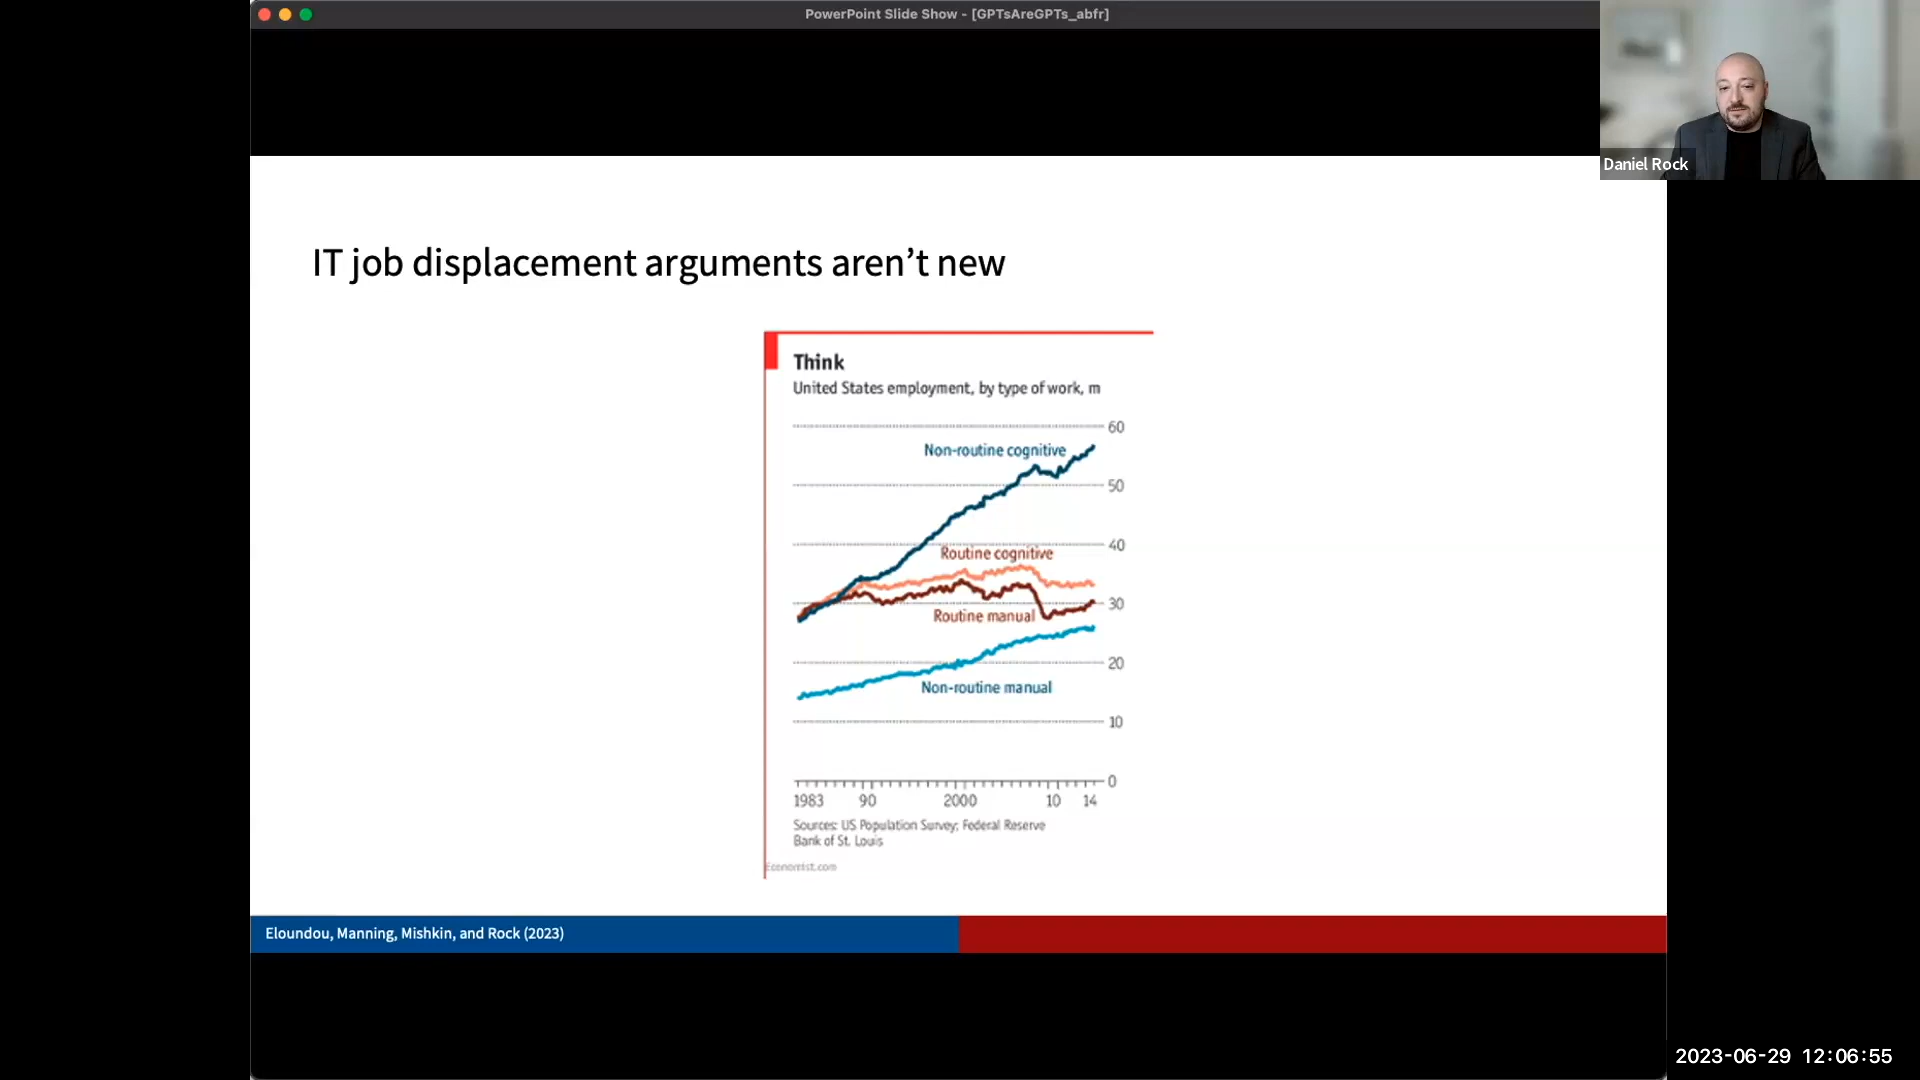 PowerPoint Slide Show - [GPTsAreGPTs_abfr]
Daniel Rock
IT job displacement arguments aren’t new
Think
United States employment, by type of work, m
60
Non-routine cognitive
50
40
Routine cognitive
30
Routine manual
20
Non-routine manual
10
0
1983 90 2000 10 14
Sources: US Population Survey; Federal Reserve
Bank of St. Louis
Economist.com
Eloundou, Manning, Mishkin, and Rock (2023)
2023-06-29 12:06:55